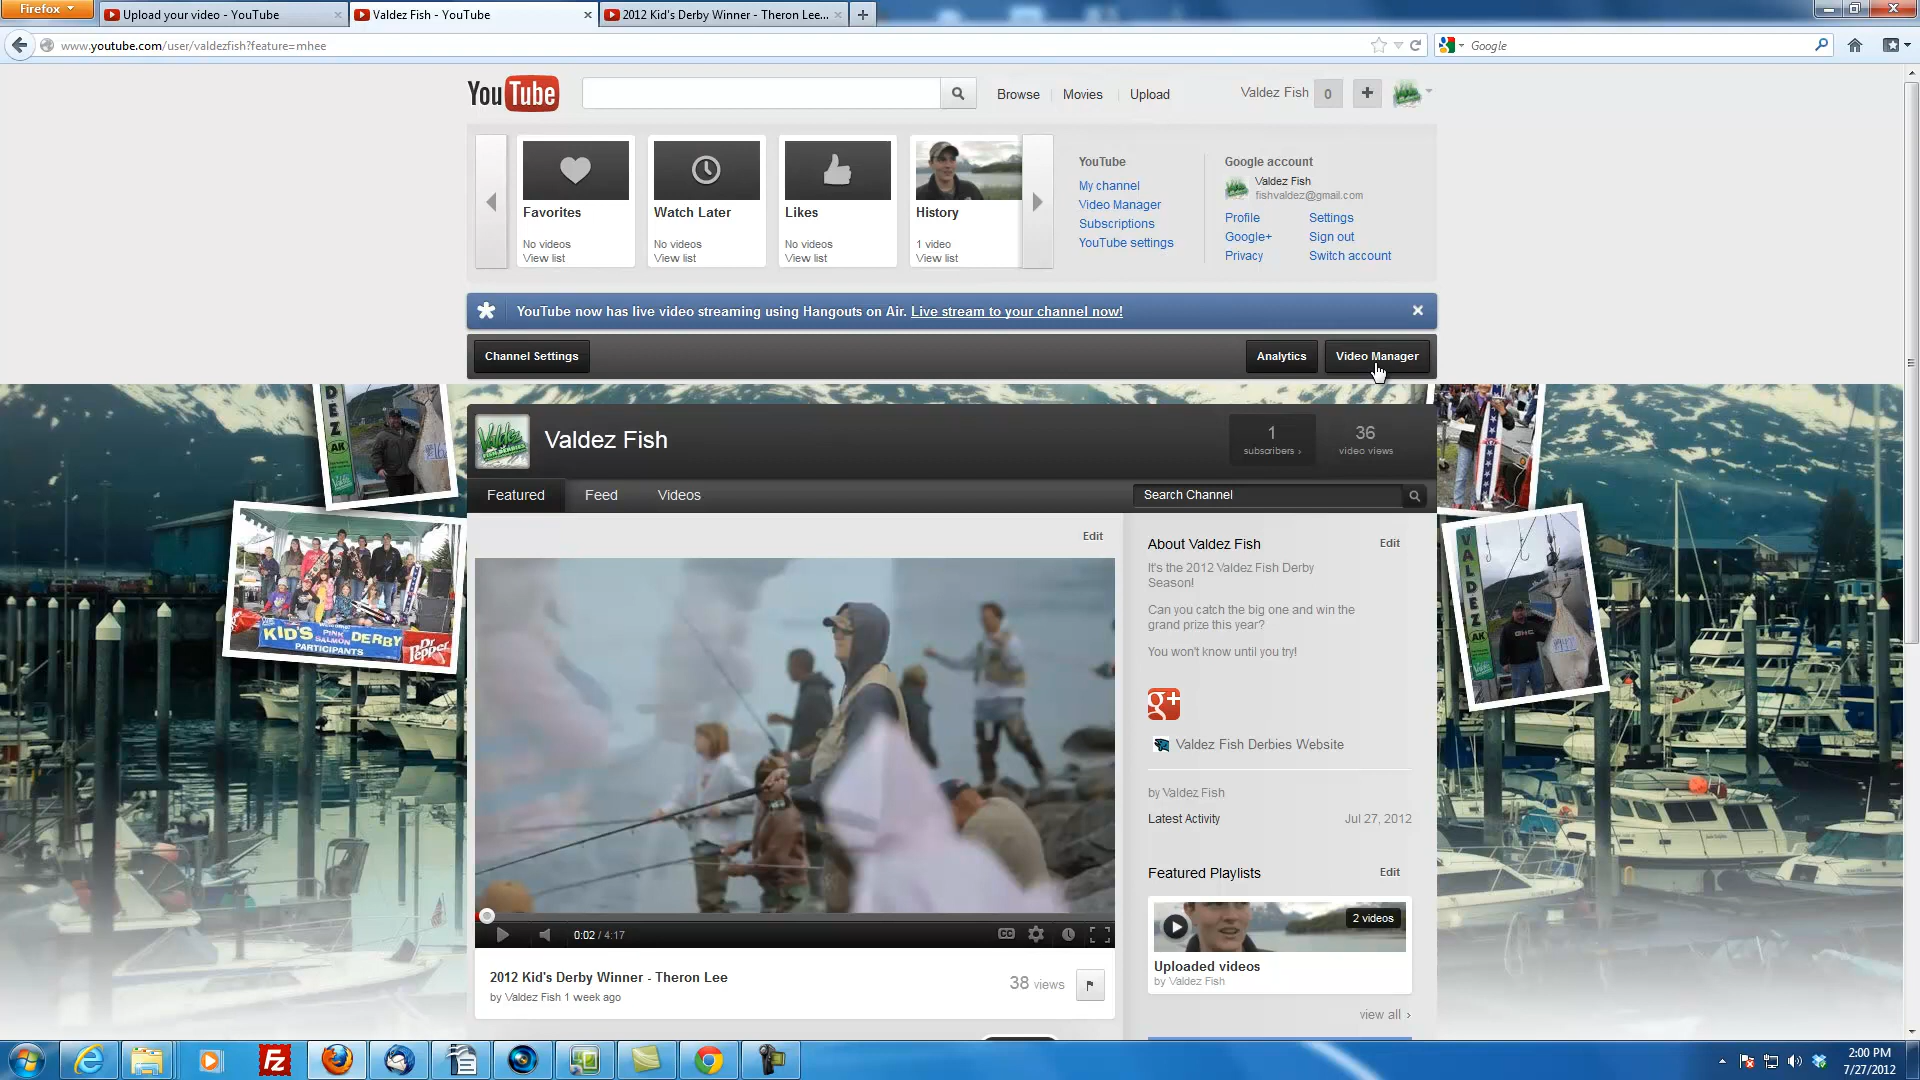 Firefox
Upload your video - YouTube
Valdez Fish - YouTube
2012 Kid's Derby Winner - Theron Lee...
www.youtube.com/user/valdezfish?feature=mhee
Google
YouTube
Browse
Movies
Upload
Valdez Fish
0
Favorites
No videos
View list
Watch Later
No videos
View list
Likes
No videos
View list
History
1 video
View list
YouTube
My channel
Video Manager
Subscriptions
YouTube settings
Google account
Valdez Fish
fishvaldez@gmail.com
Profile
Settings
Google+
Sign out
Privacy
Switch account
YouTube now has live video streaming using Hangouts on Air. Live stream to your channel now!
Channel Settings
Analytics
Video Manager
Valdez Fish
1
subscribers ›
36
video views
Featured
Feed
Videos
Search Channel
Edit
0:02 / 4:17
CC
2012 Kid's Derby Winner - Theron Lee
by Valdez Fish 1 week ago
38 views
About Valdez Fish
Edit
It's the 2012 Valdez Fish Derby
Season!
Can you catch the big one and win the
grand prize this year?
You won't know until you try!
g+
Valdez Fish Derbies Website
by Valdez Fish
Latest Activity
Jul 27, 2012
Featured Playlists
Edit
2 videos
Uploaded videos
by Valdez Fish
view all ›
DEZ
AK
KID'S PINK SALMON DERBY
PARTICIPANTS
Dr Pepper
VALDEZ
AK
Valdez
Fz
2:00 PM
7/27/2012